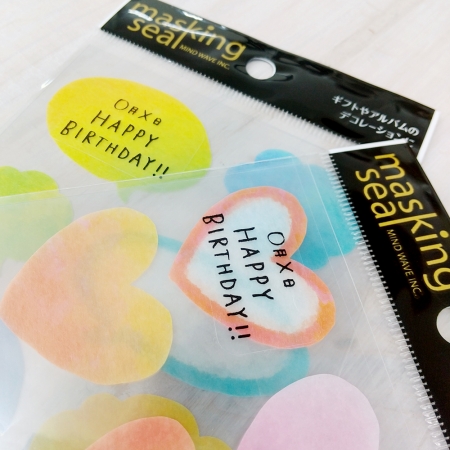 masking
seal
MIND WAVE INC.
ギフトやアルバムの
デコレーションに
○月×日
HAPPY
BIRTHDAY!!
masking
seal
MIND WAVE INC.
○月×日
HAPPY
BIRTHDAY!!